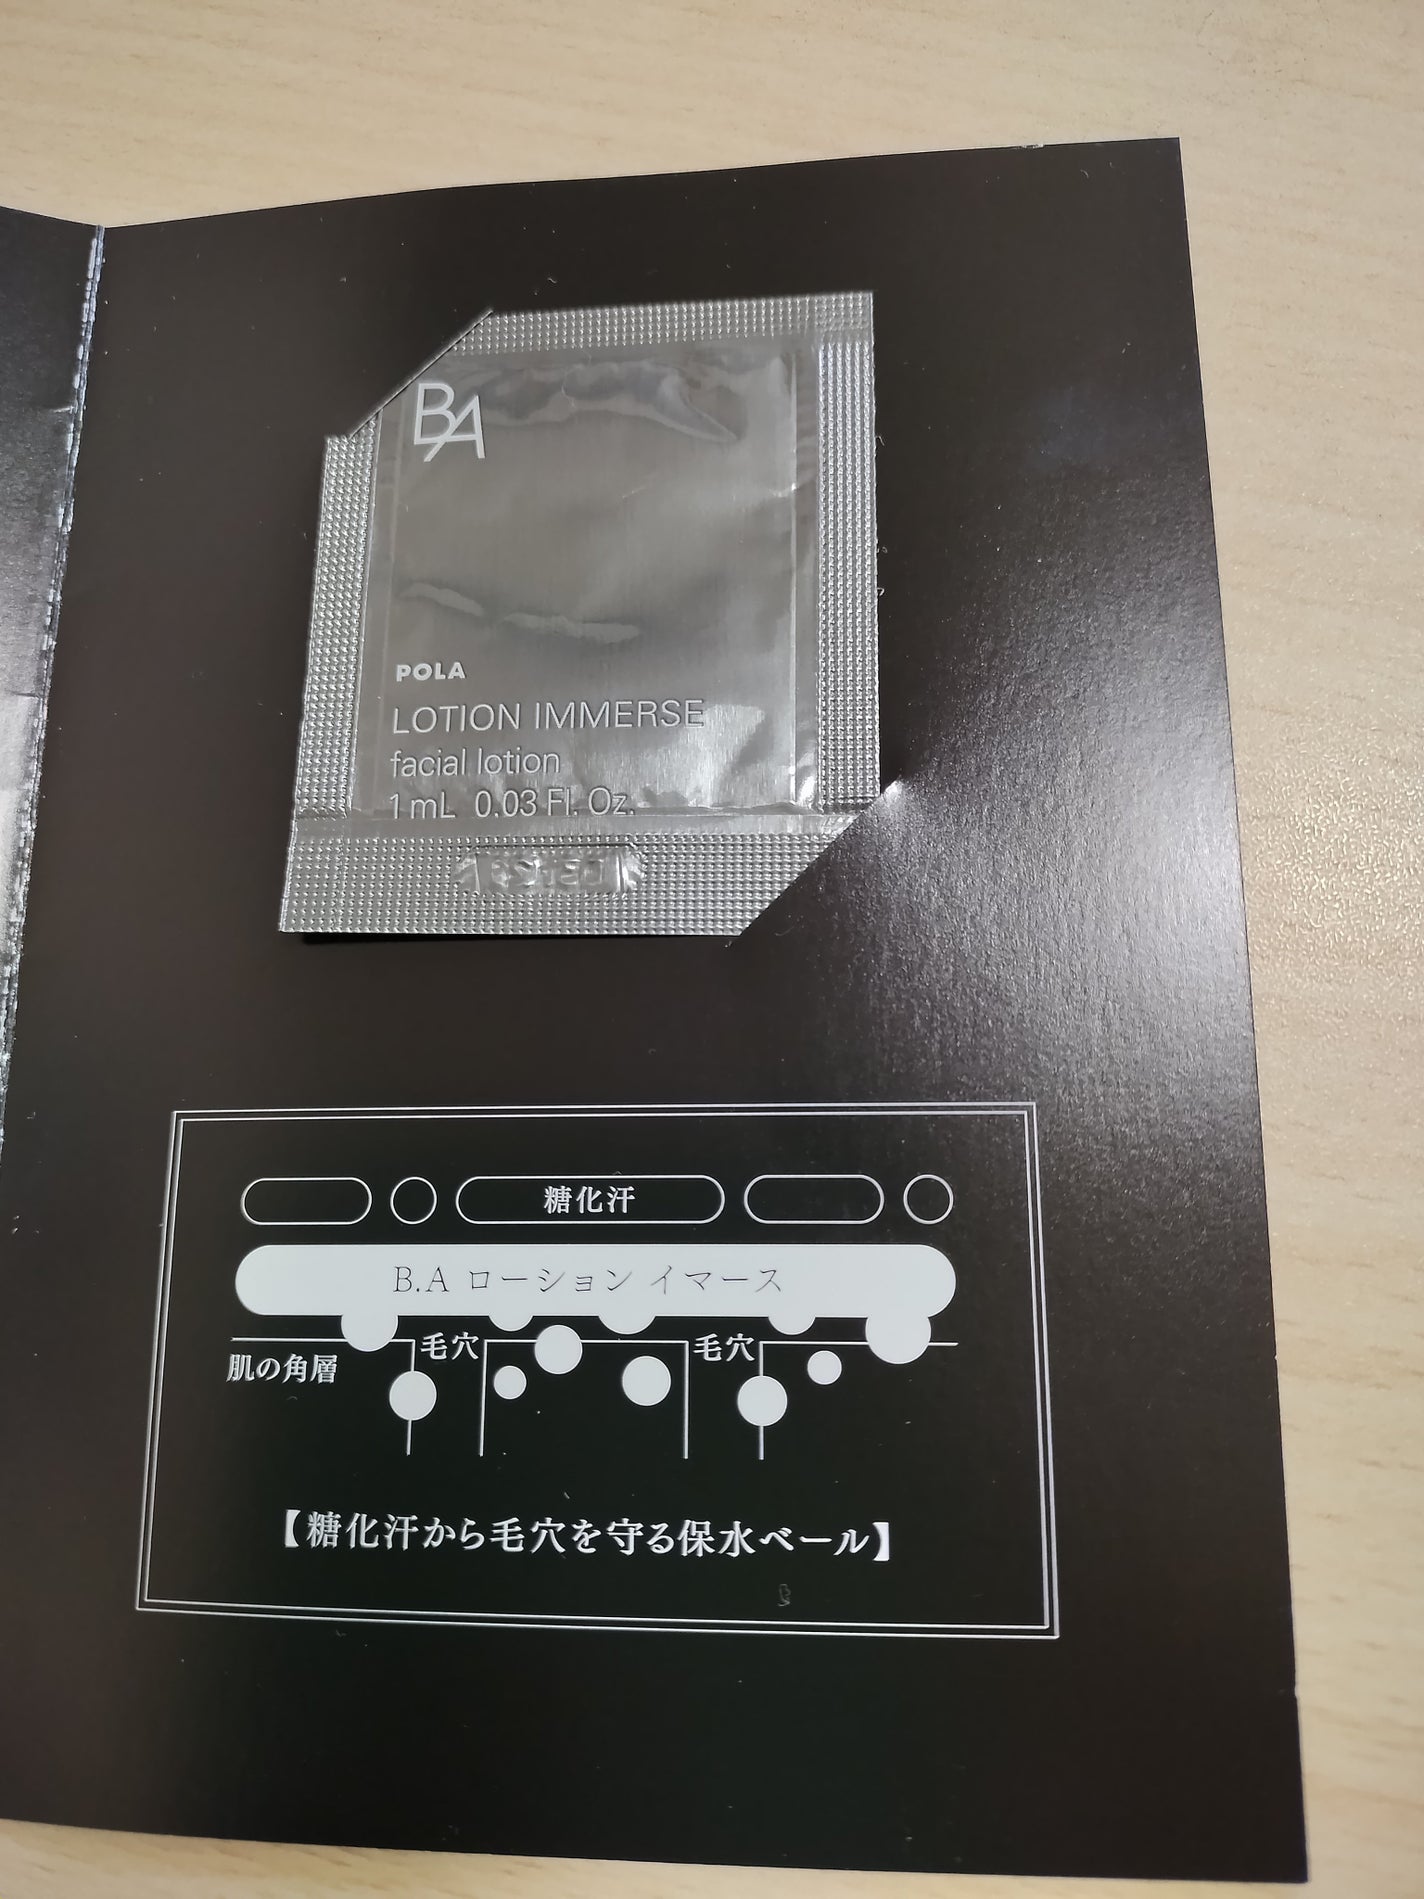 BA
POLA
LOTION IMMERSE
facial lotion
1 mL 0.03 Fl. Oz.
糖化汗
B.A ローション イマース
毛穴 毛穴
肌の角層
【糖化汗から毛穴を守る保水ベール】